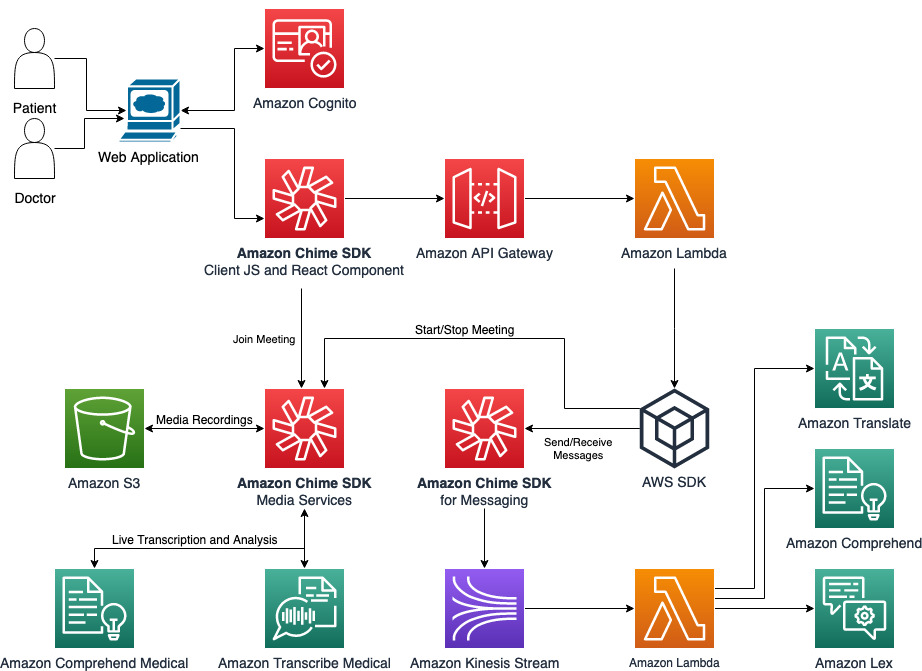 Patient
Doctor
Web Application
Amazon Cognito
Amazon Chime SDK
Client JS and React Component
</>
Amazon API Gateway
Amazon Lambda
Join Meeting
Start/Stop Meeting
Media Recordings
Amazon S3
Amazon Chime SDK
Media Services
Send/Receive
Messages
Amazon Chime SDK
for Messaging
AWS SDK
A
文
Amazon Translate
Amazon Comprehend
Live Transcription and Analysis
Amazon Comprehend Medical
Amazon Transcribe Medical
Amazon Kinesis Stream
Amazon Lambda
Amazon Lex